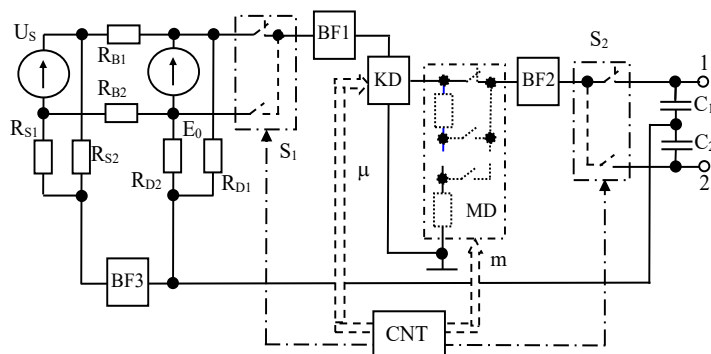 U_S
R_B1
BF1
S_2
1
R_B2
KD
BF2
C_1
R_S1
E_0
S_1
R_S2
C_2
R_D2
R_D1
μ
MD
2
BF3
m
CNT